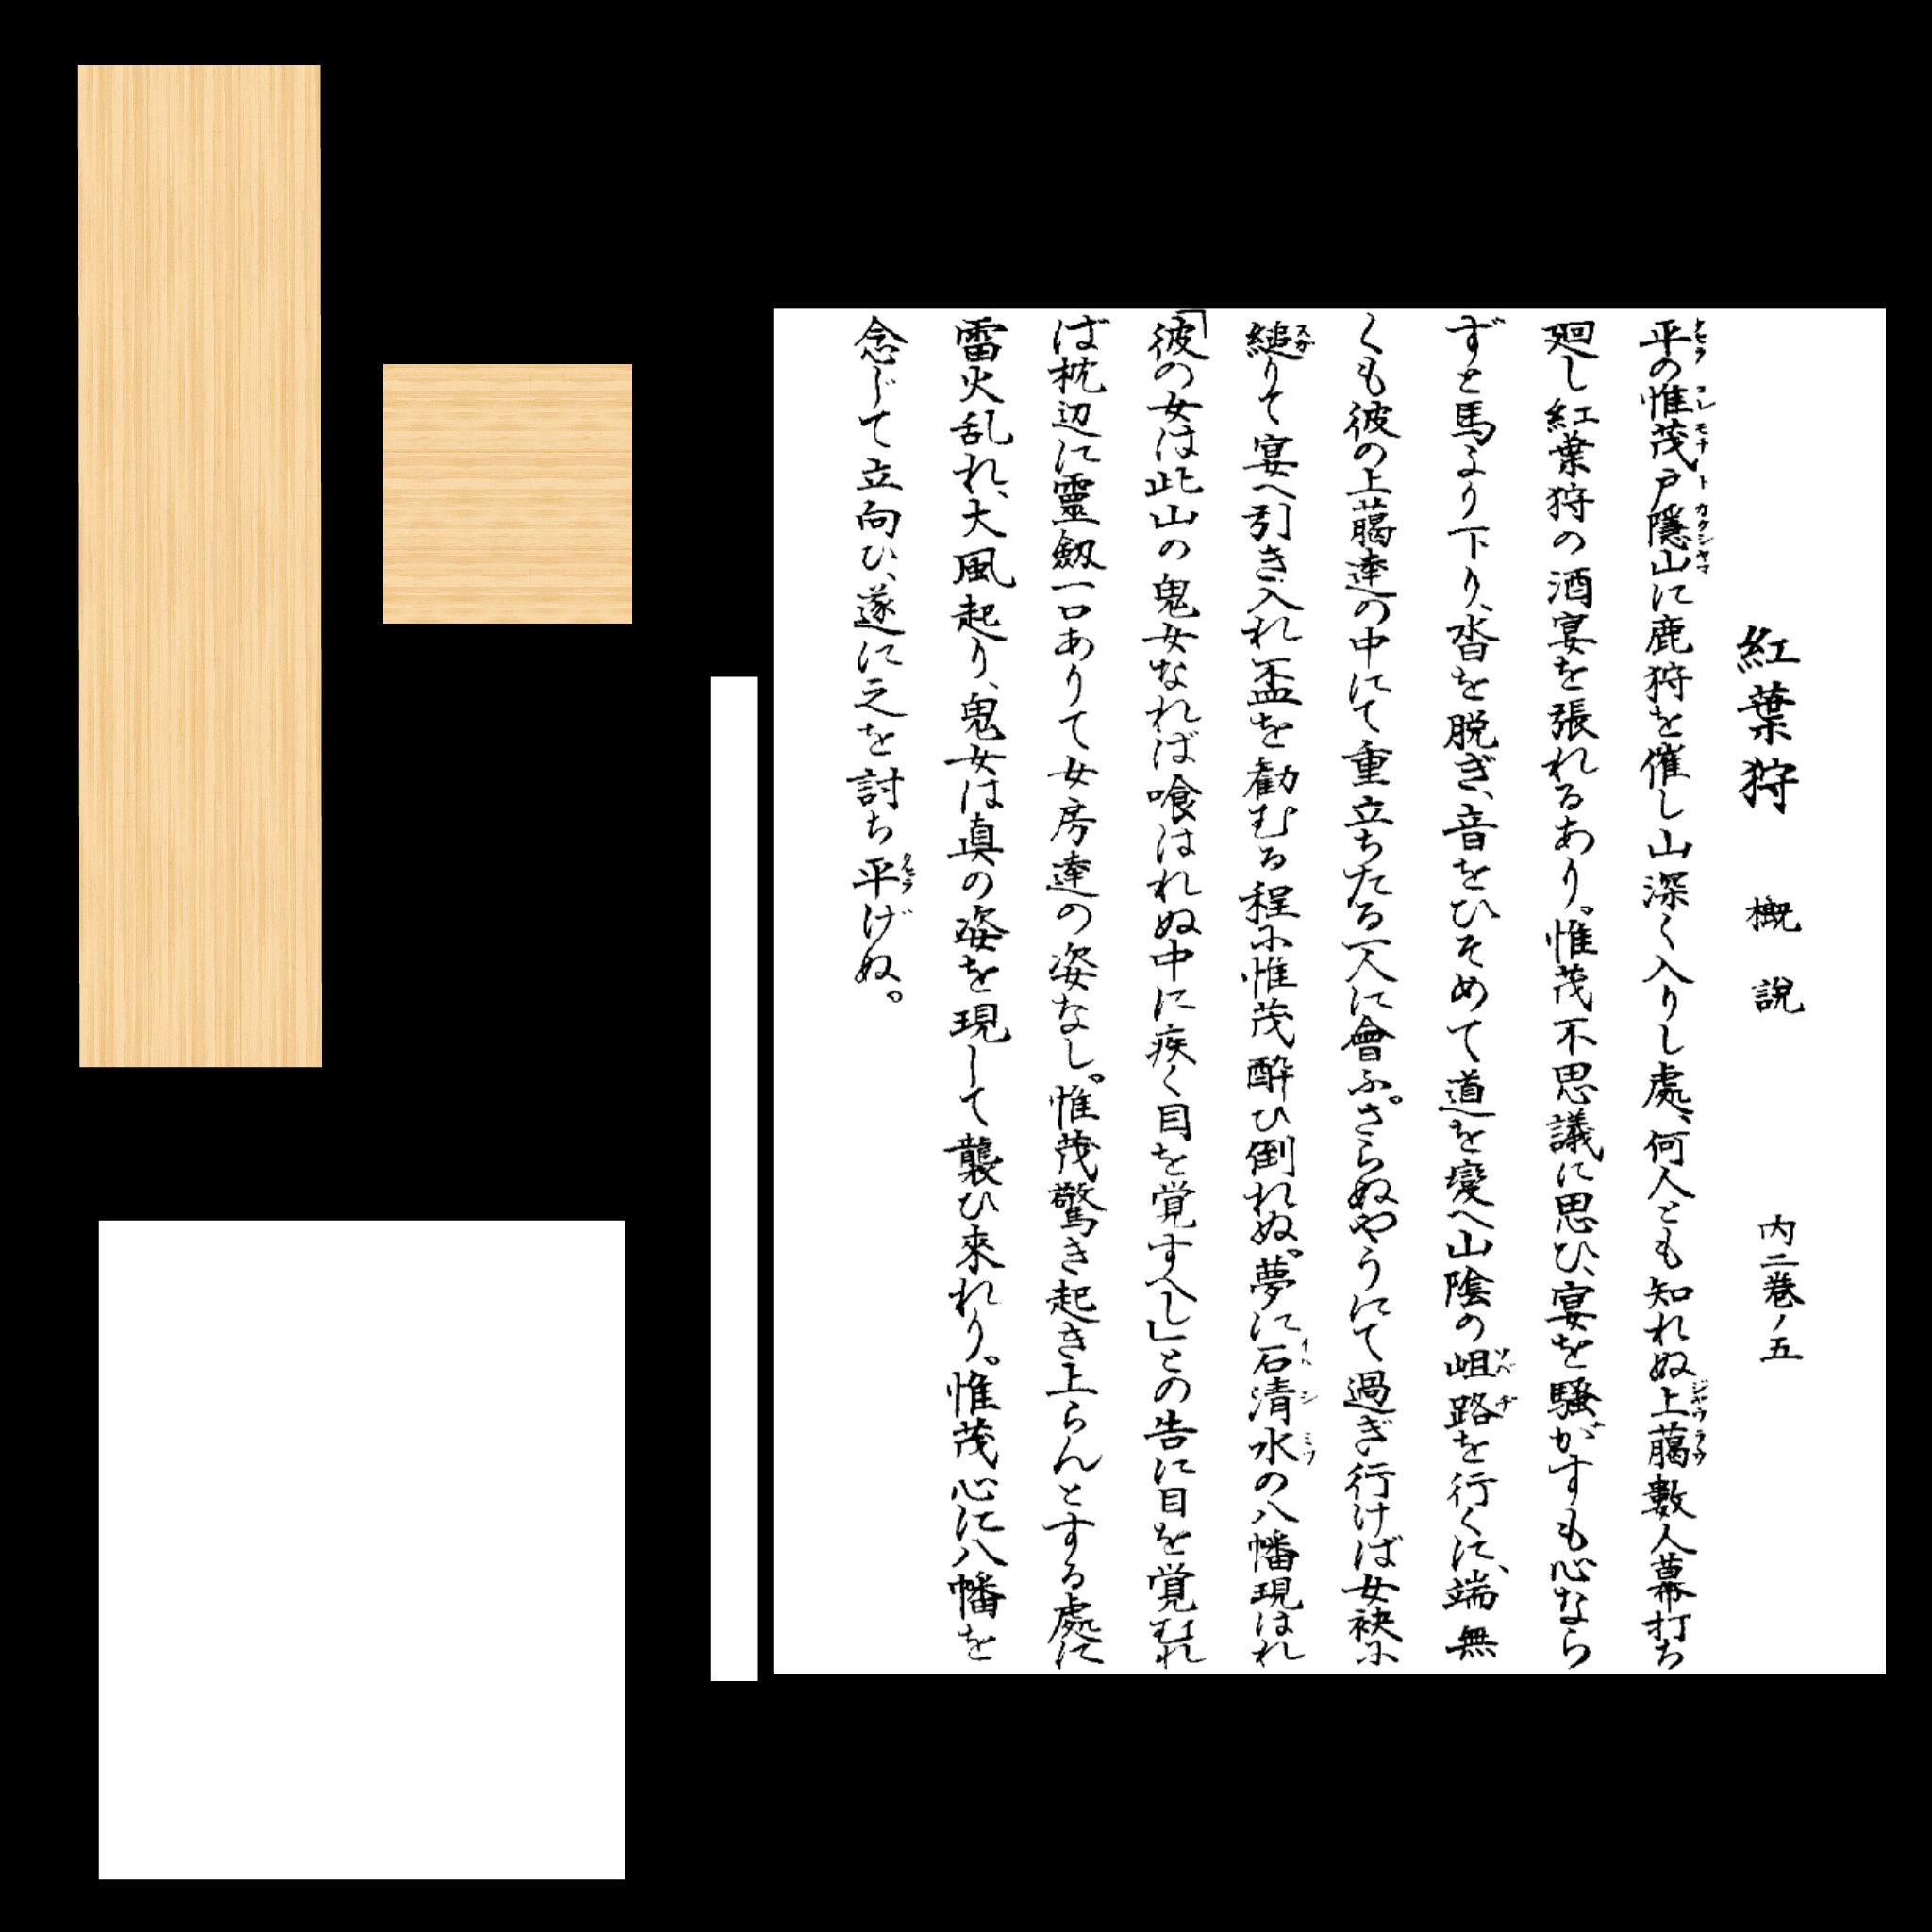 紅葉狩 概説 内二巻ノ五
平の惟茂戸隱山に鹿狩を催し山深く入りし處、何人とも知れぬ上﨟數人幕打ち
廻し紅葉狩の酒宴を張れるあり。惟茂不思議に思ひ、宴を騒がすも心なら
ずと馬より下り、沓を脱ぎ、音をひそめて道を變へ山陰の岨路を行くに、端無
くも彼の上﨟達の中にて重立ちたる一人に會ふ。さらぬやうにて過ぎ行けば女袂に
縋りて宴へ引き入れ盃を勸むる程に惟茂醉ひ倒れぬ。夢に石清水の八幡現はれ
「彼の女は此山の鬼女なれば喰はれぬ中に疾く目を覚すへし」との告に目を覚むれ
ば枕辺に靈劔一口ありて女房達の姿なし。惟茂驚き起き上らんとする處に
雷火乱れ、大風起り、鬼女は真の姿を現して襲ひ來れり。惟茂心に八幡を
念じて立向ひ、遂に之を討ち平げぬ。